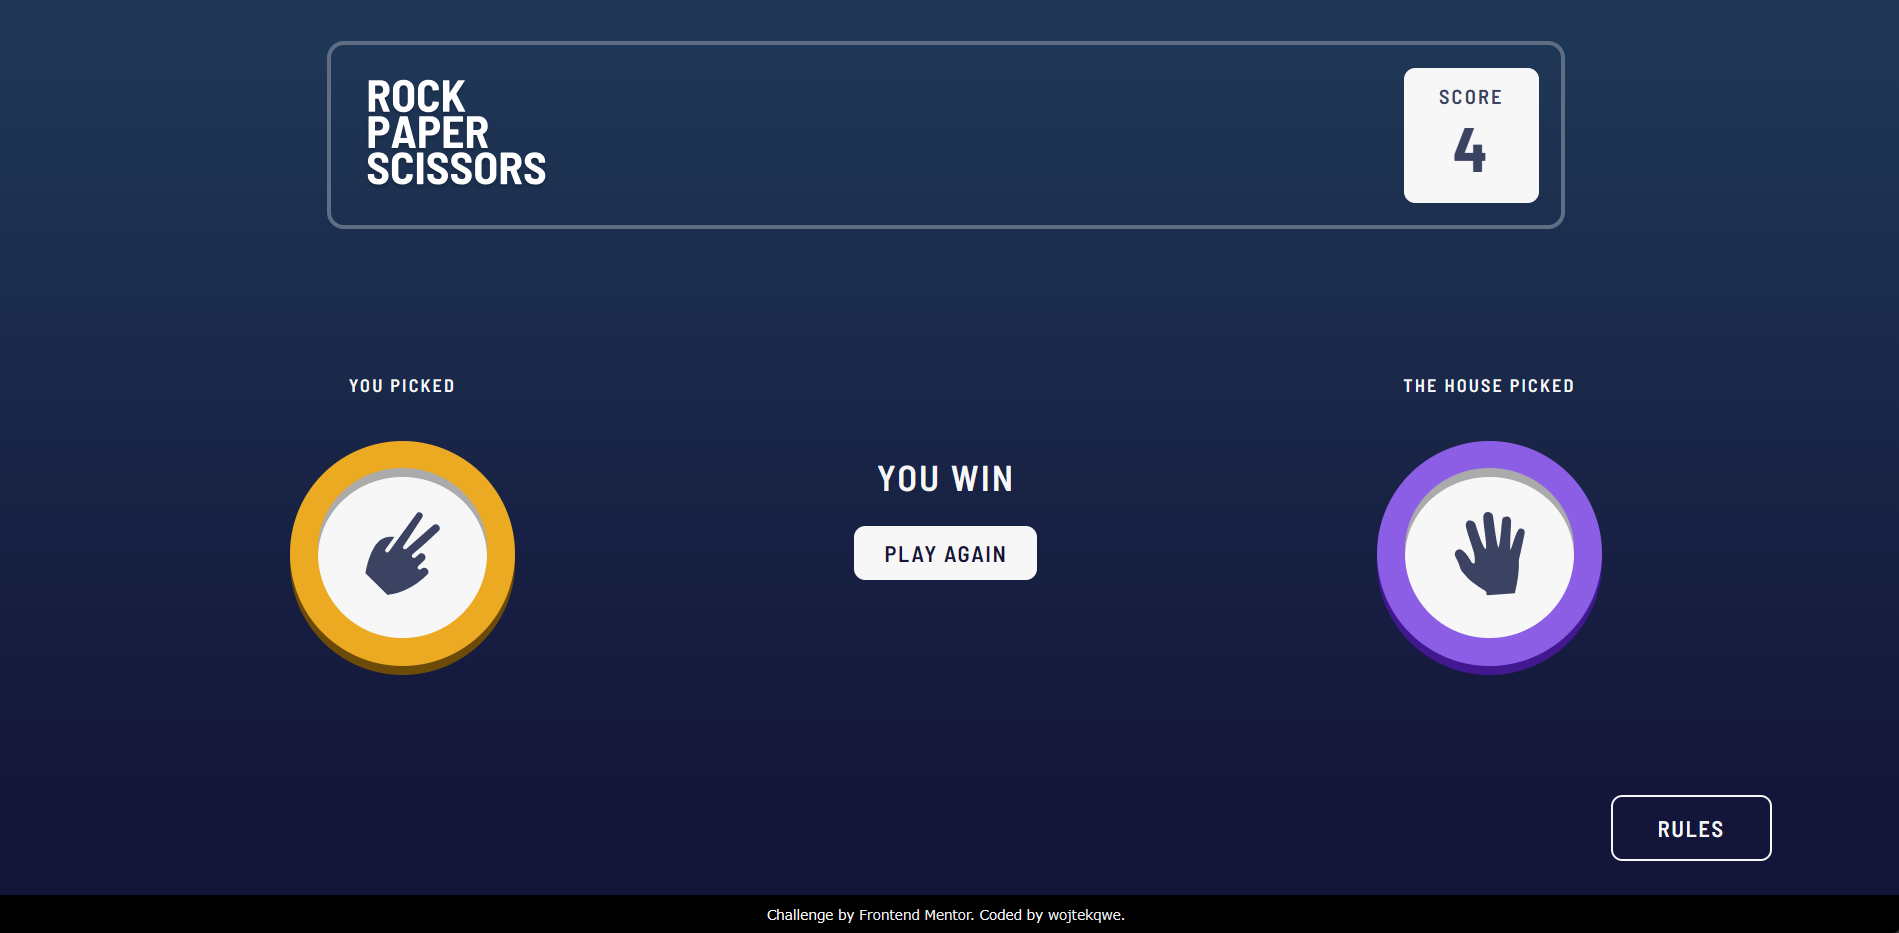 ROCK
PAPER
SCISSORS
SCORE
4
YOU PICKED
THE HOUSE PICKED
YOU WIN
PLAY AGAIN
RULES
Challenge by Frontend Mentor. Coded by wojtekqwe.